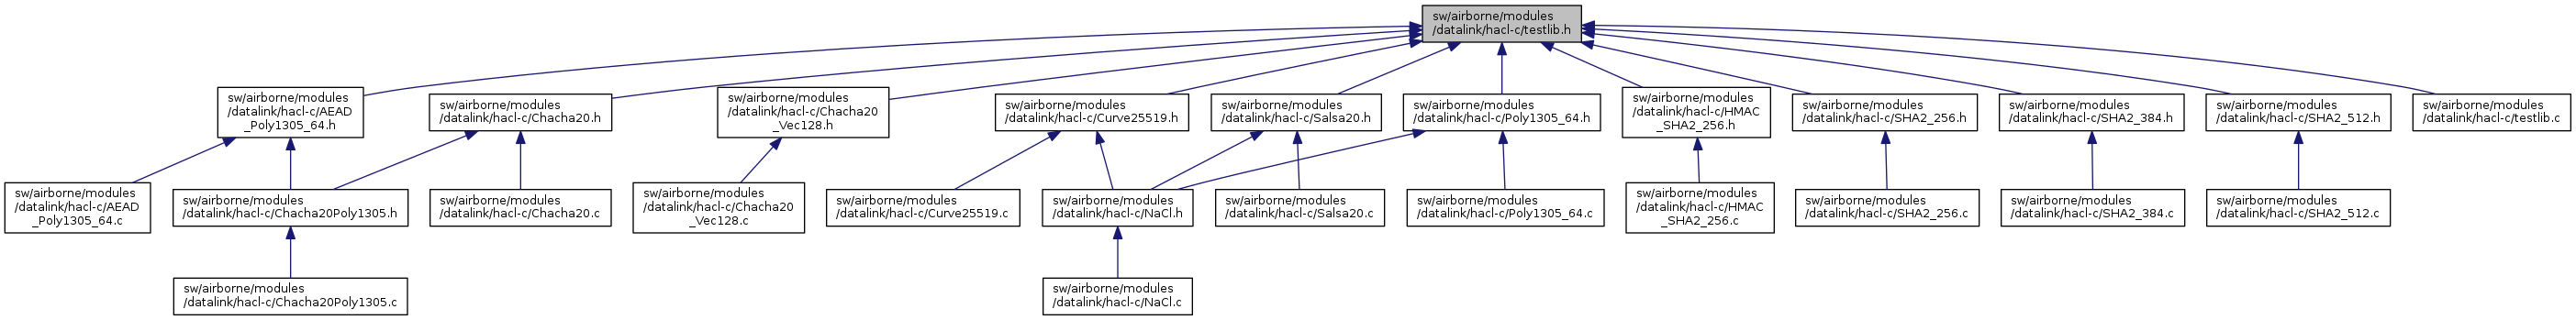 sw/airborne/modules
/datalink/hacl-c/testlib.h
sw/airborne/modules
/datalink/hacl-c/AEAD
_Poly1305_64.h
sw/airborne/modules
/datalink/hacl-c/Chacha20.h
sw/airborne/modules
/datalink/hacl-c/Chacha20
_Vec128.h
sw/airborne/modules
/datalink/hacl-c/Curve25519.h
sw/airborne/modules
/datalink/hacl-c/Salsa20.h
sw/airborne/modules
/datalink/hacl-c/Poly1305_64.h
sw/airborne/modules
/datalink/hacl-c/HMAC
_SHA2_256.h
sw/airborne/modules
/datalink/hacl-c/SHA2_256.h
sw/airborne/modules
/datalink/hacl-c/SHA2_384.h
sw/airborne/modules
/datalink/hacl-c/SHA2_512.h
sw/airborne/modules
/datalink/hacl-c/testlib.c
sw/airborne/modules
/datalink/hacl-c/AEAD
_Poly1305_64.c
sw/airborne/modules
/datalink/hacl-c/Chacha20Poly1305.h
sw/airborne/modules
/datalink/hacl-c/Chacha20.c
sw/airborne/modules
/datalink/hacl-c/Chacha20
_Vec128.c
sw/airborne/modules
/datalink/hacl-c/Curve25519.c
sw/airborne/modules
/datalink/hacl-c/NaCl.h
sw/airborne/modules
/datalink/hacl-c/Salsa20.c
sw/airborne/modules
/datalink/hacl-c/Poly1305_64.c
sw/airborne/modules
/datalink/hacl-c/HMAC
_SHA2_256.c
sw/airborne/modules
/datalink/hacl-c/SHA2_256.c
sw/airborne/modules
/datalink/hacl-c/SHA2_384.c
sw/airborne/modules
/datalink/hacl-c/SHA2_512.c
sw/airborne/modules
/datalink/hacl-c/Chacha20Poly1305.c
sw/airborne/modules
/datalink/hacl-c/NaCl.c